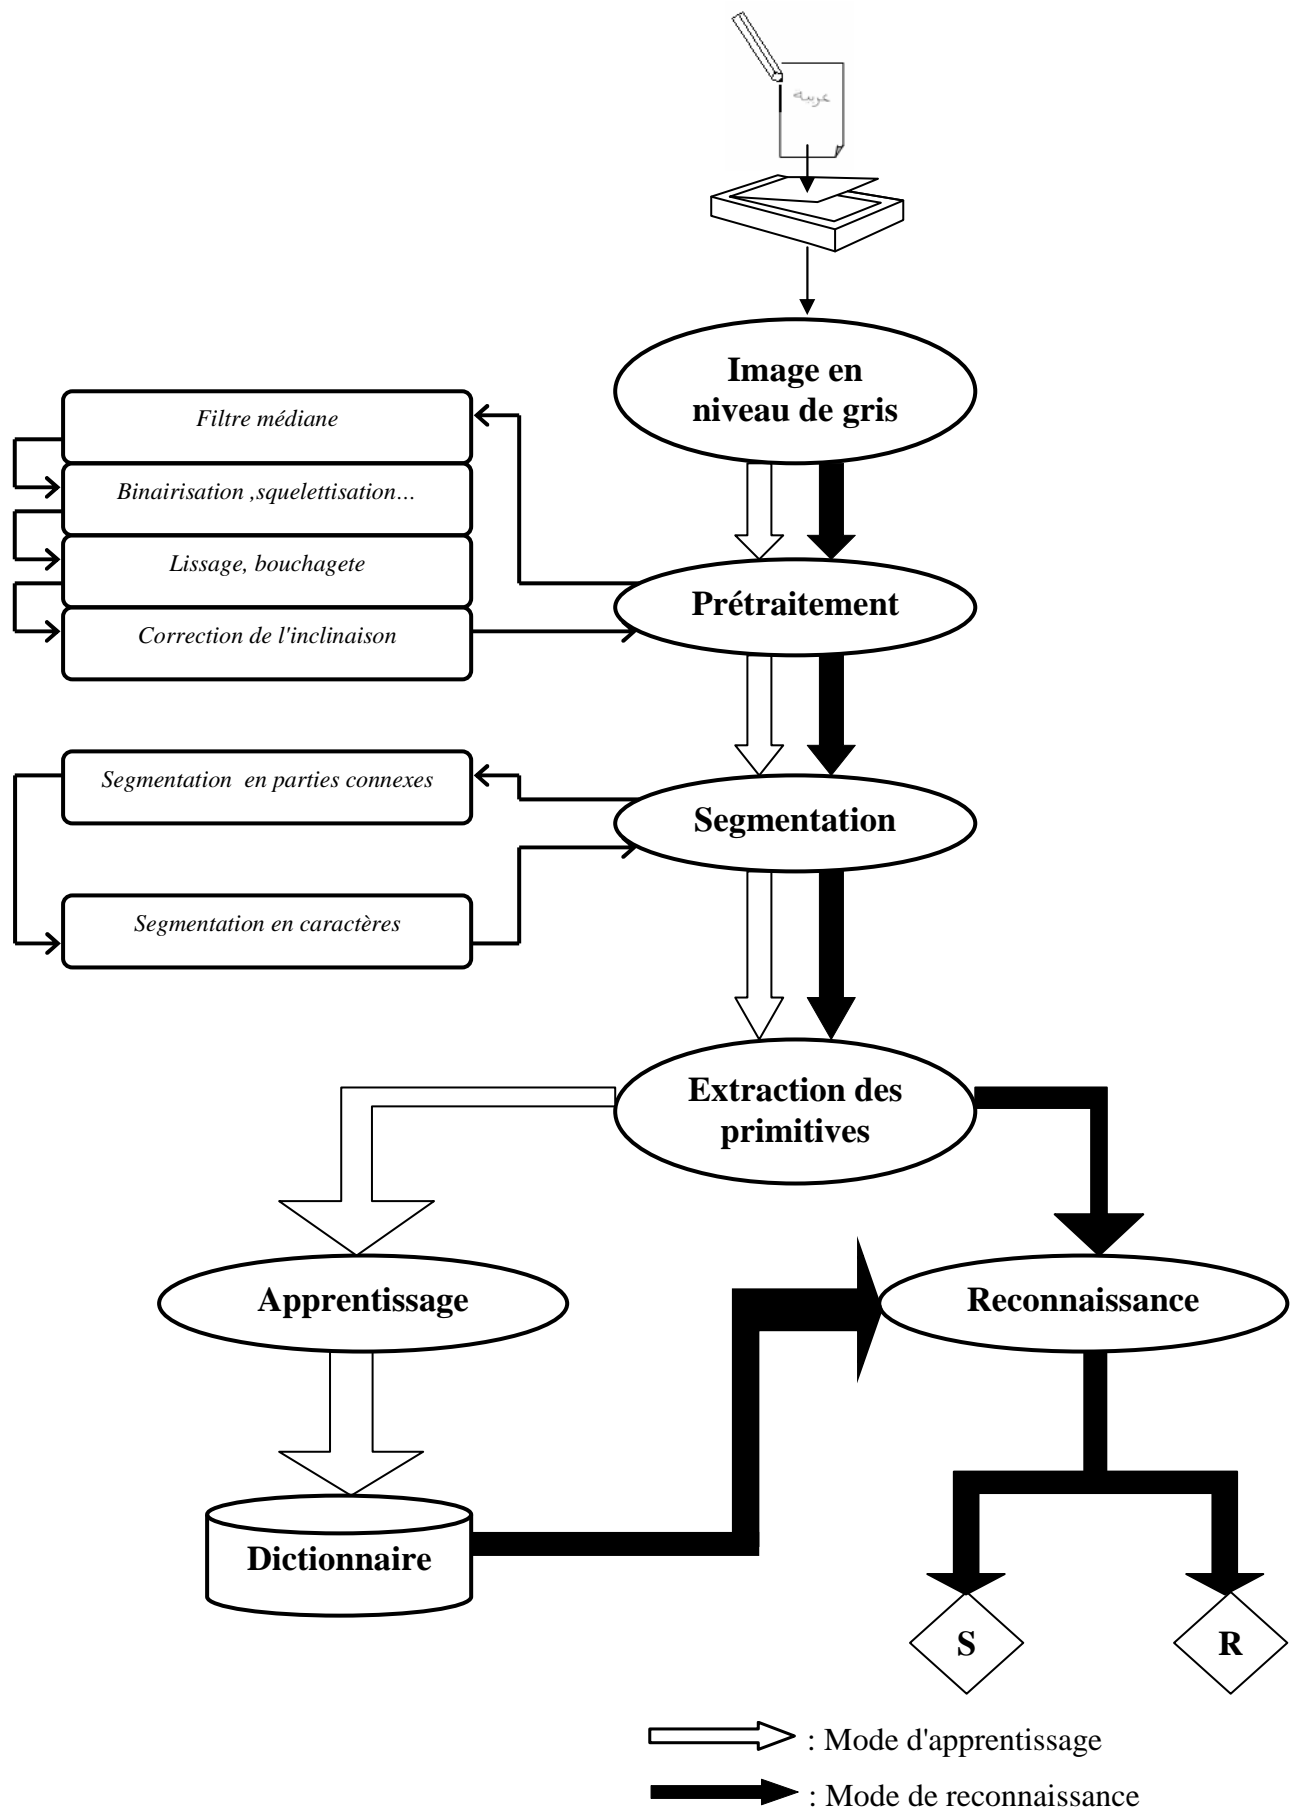 عربية
Image en
niveau de gris
Filtre médiane
Binairisation ,squelettisation…
Lissage, bouchagete
Correction de l'inclinaison
Prétraitement
Segmentation en parties connexes
Segmentation
Segmentation en caractères
Extraction des
primitives
Apprentissage
Reconnaissance
Dictionnaire
S
R
: Mode d'apprentissage
: Mode de reconnaissance